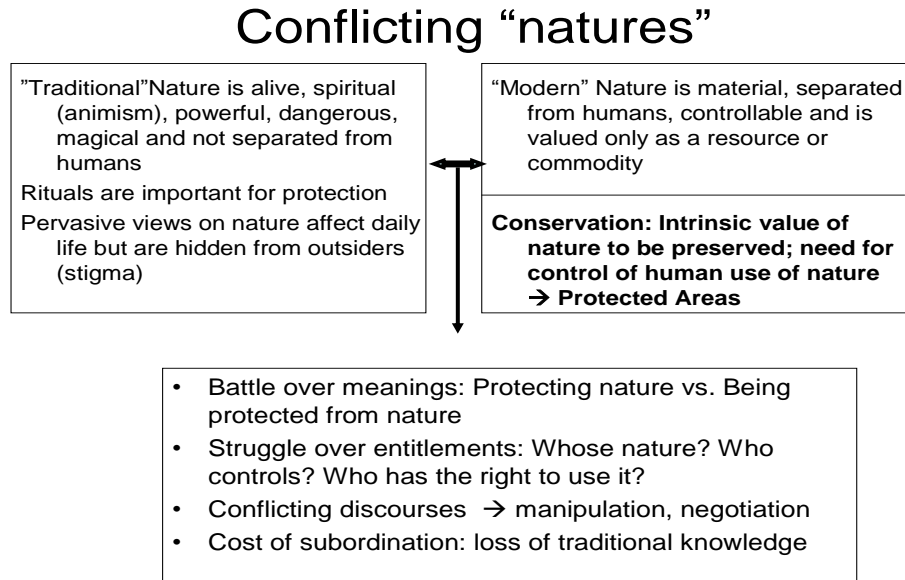 Conflicting “natures”
”Traditional”Nature is alive, spiritual
(animism), powerful, dangerous,
magical and not separated from
humans
Rituals are important for protection
Pervasive views on nature affect daily
life but are hidden from outsiders
(stigma)
“Modern” Nature is material, separated
from humans, controllable and is
valued only as a resource or
commodity
Conservation: Intrinsic value of
nature to be preserved; need for
control of human use of nature
→ Protected Areas
• Battle over meanings: Protecting nature vs. Being
protected from nature
• Struggle over entitlements: Whose nature? Who
controls? Who has the right to use it?
• Conflicting discourses → manipulation, negotiation
• Cost of subordination: loss of traditional knowledge